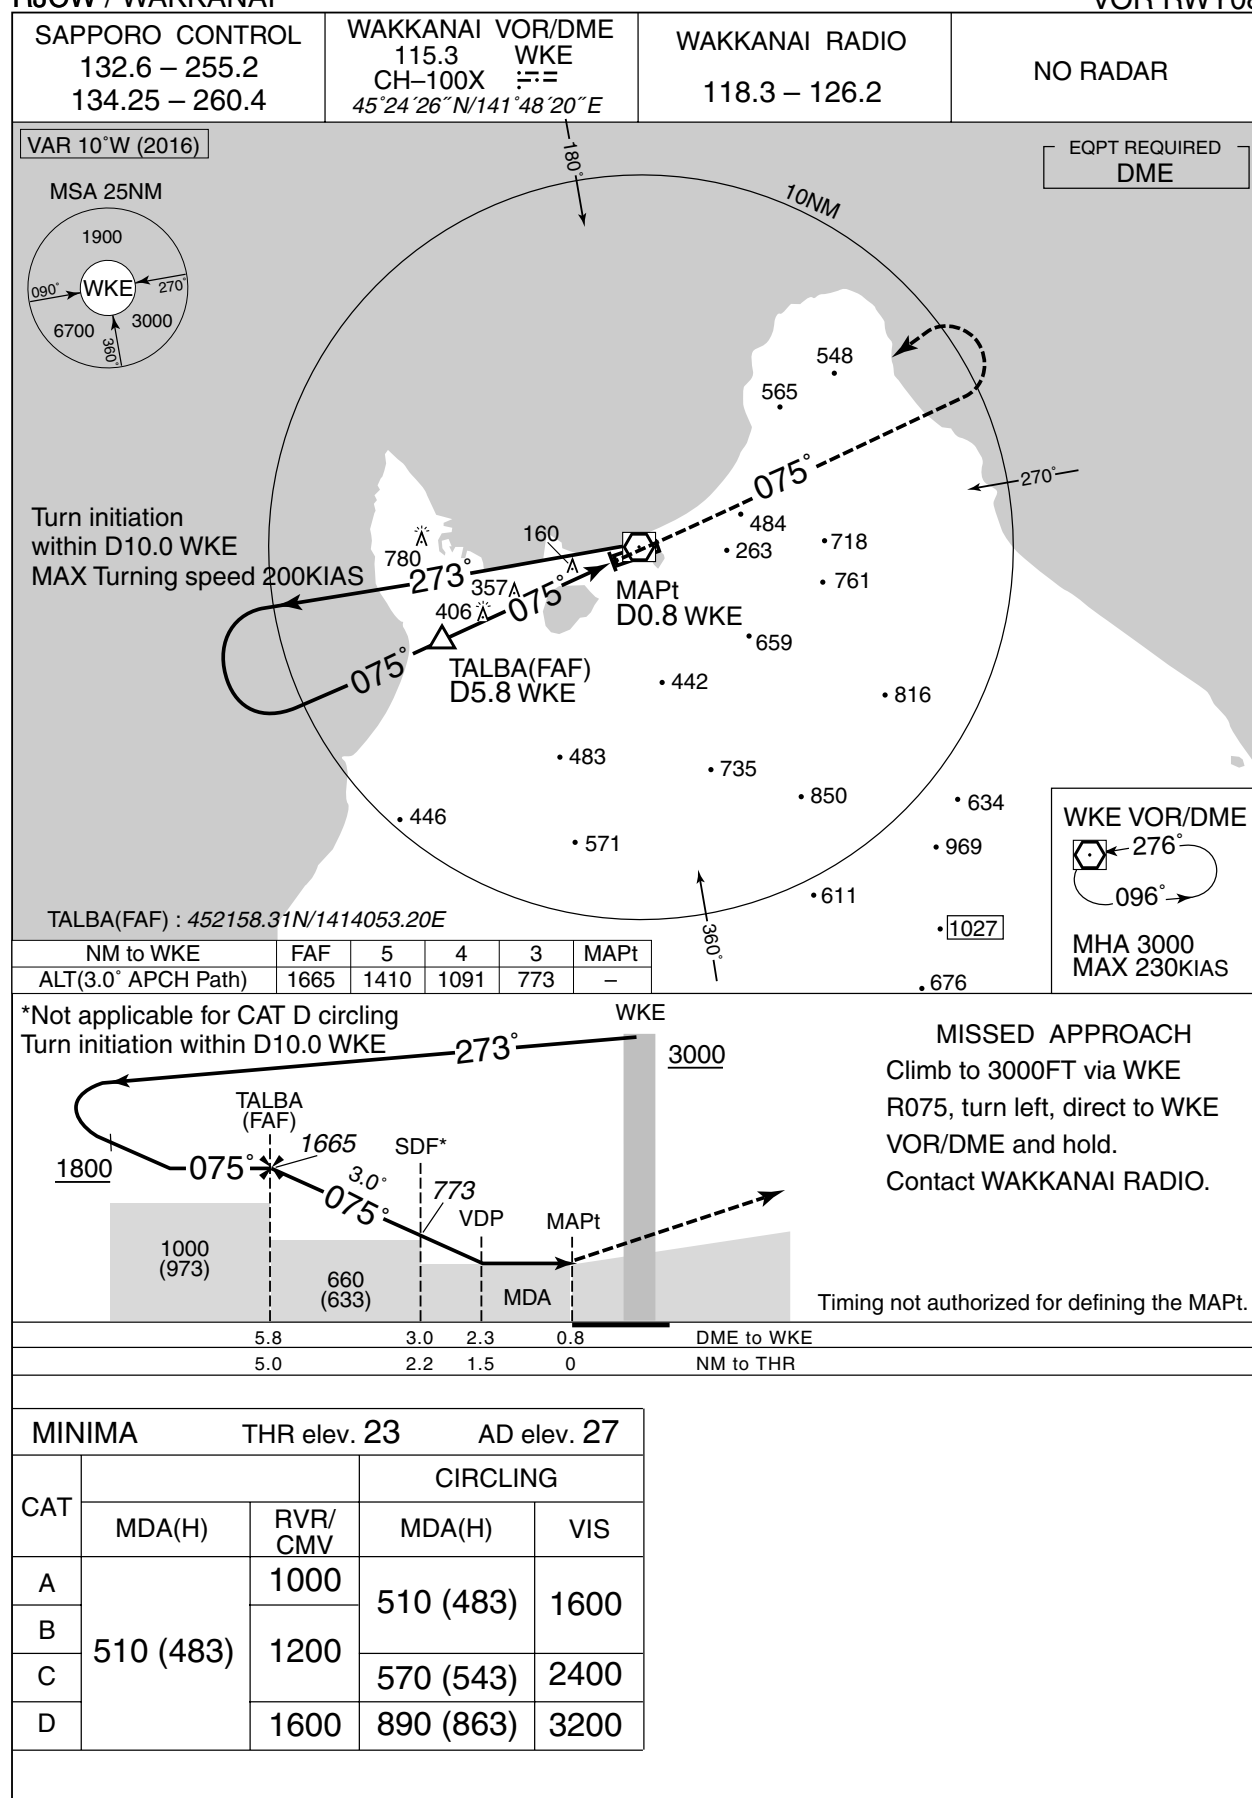 RJCW / WAKKANAI
VOR RWY 08
SAPPORO CONTROL
132.6 – 255.2
134.25 – 260.4
WAKKANAI VOR/DME
115.3 WKE
CH–100X
45°24´26˝N/141°48´20˝E
WAKKANAI RADIO
118.3 – 126.2
NO RADAR
VAR 10°W (2016)
EQPT REQUIRED
DME
MSA 25NM
1900
WKE
090°
270°
6700
3000
360°
180°
10NM
548
565
075°
270°
Turn initiation
within D10.0 WKE
MAX Turning speed 200KIAS
780
160
484
263
718
761
273°
357
406
075°
MAPt
D0.8 WKE
659
075°
TALBA(FAF)
D5.8 WKE
442
816
483
735
850
634
446
571
969
611
1027
676
360°
WKE VOR/DME
276°
096°
MHA 3000
MAX 230KIAS
TALBA(FAF) : 452158.31N/1414053.20E
NM to WKE FAF 5 4 3 MAPt
ALT(3.0° APCH Path) 1665 1410 1091 773 –
*Not applicable for CAT D circling
Turn initiation within D10.0 WKE
273°
WKE
3000
TALBA
(FAF)
1665
SDF*
1800
075°
3.0°
075°
773
VDP
MAPt
1000
(973)
660
(633)
MDA
MISSED APPROACH
Climb to 3000FT via WKE
R075, turn left, direct to WKE
VOR/DME and hold.
Contact WAKKANAI RADIO.
Timing not authorized for defining the MAPt.
5.8 3.0 2.3 0.8 DME to WKE
5.0 2.2 1.5 0 NM to THR
MINIMA THR elev. 23 AD elev. 27
CAT
CIRCLING
MDA(H)
RVR/
CMV
MDA(H)
VIS
A
1000
510 (483)
1600
B
510 (483)
1200
C
570 (543)
2400
D
1600
890 (863)
3200